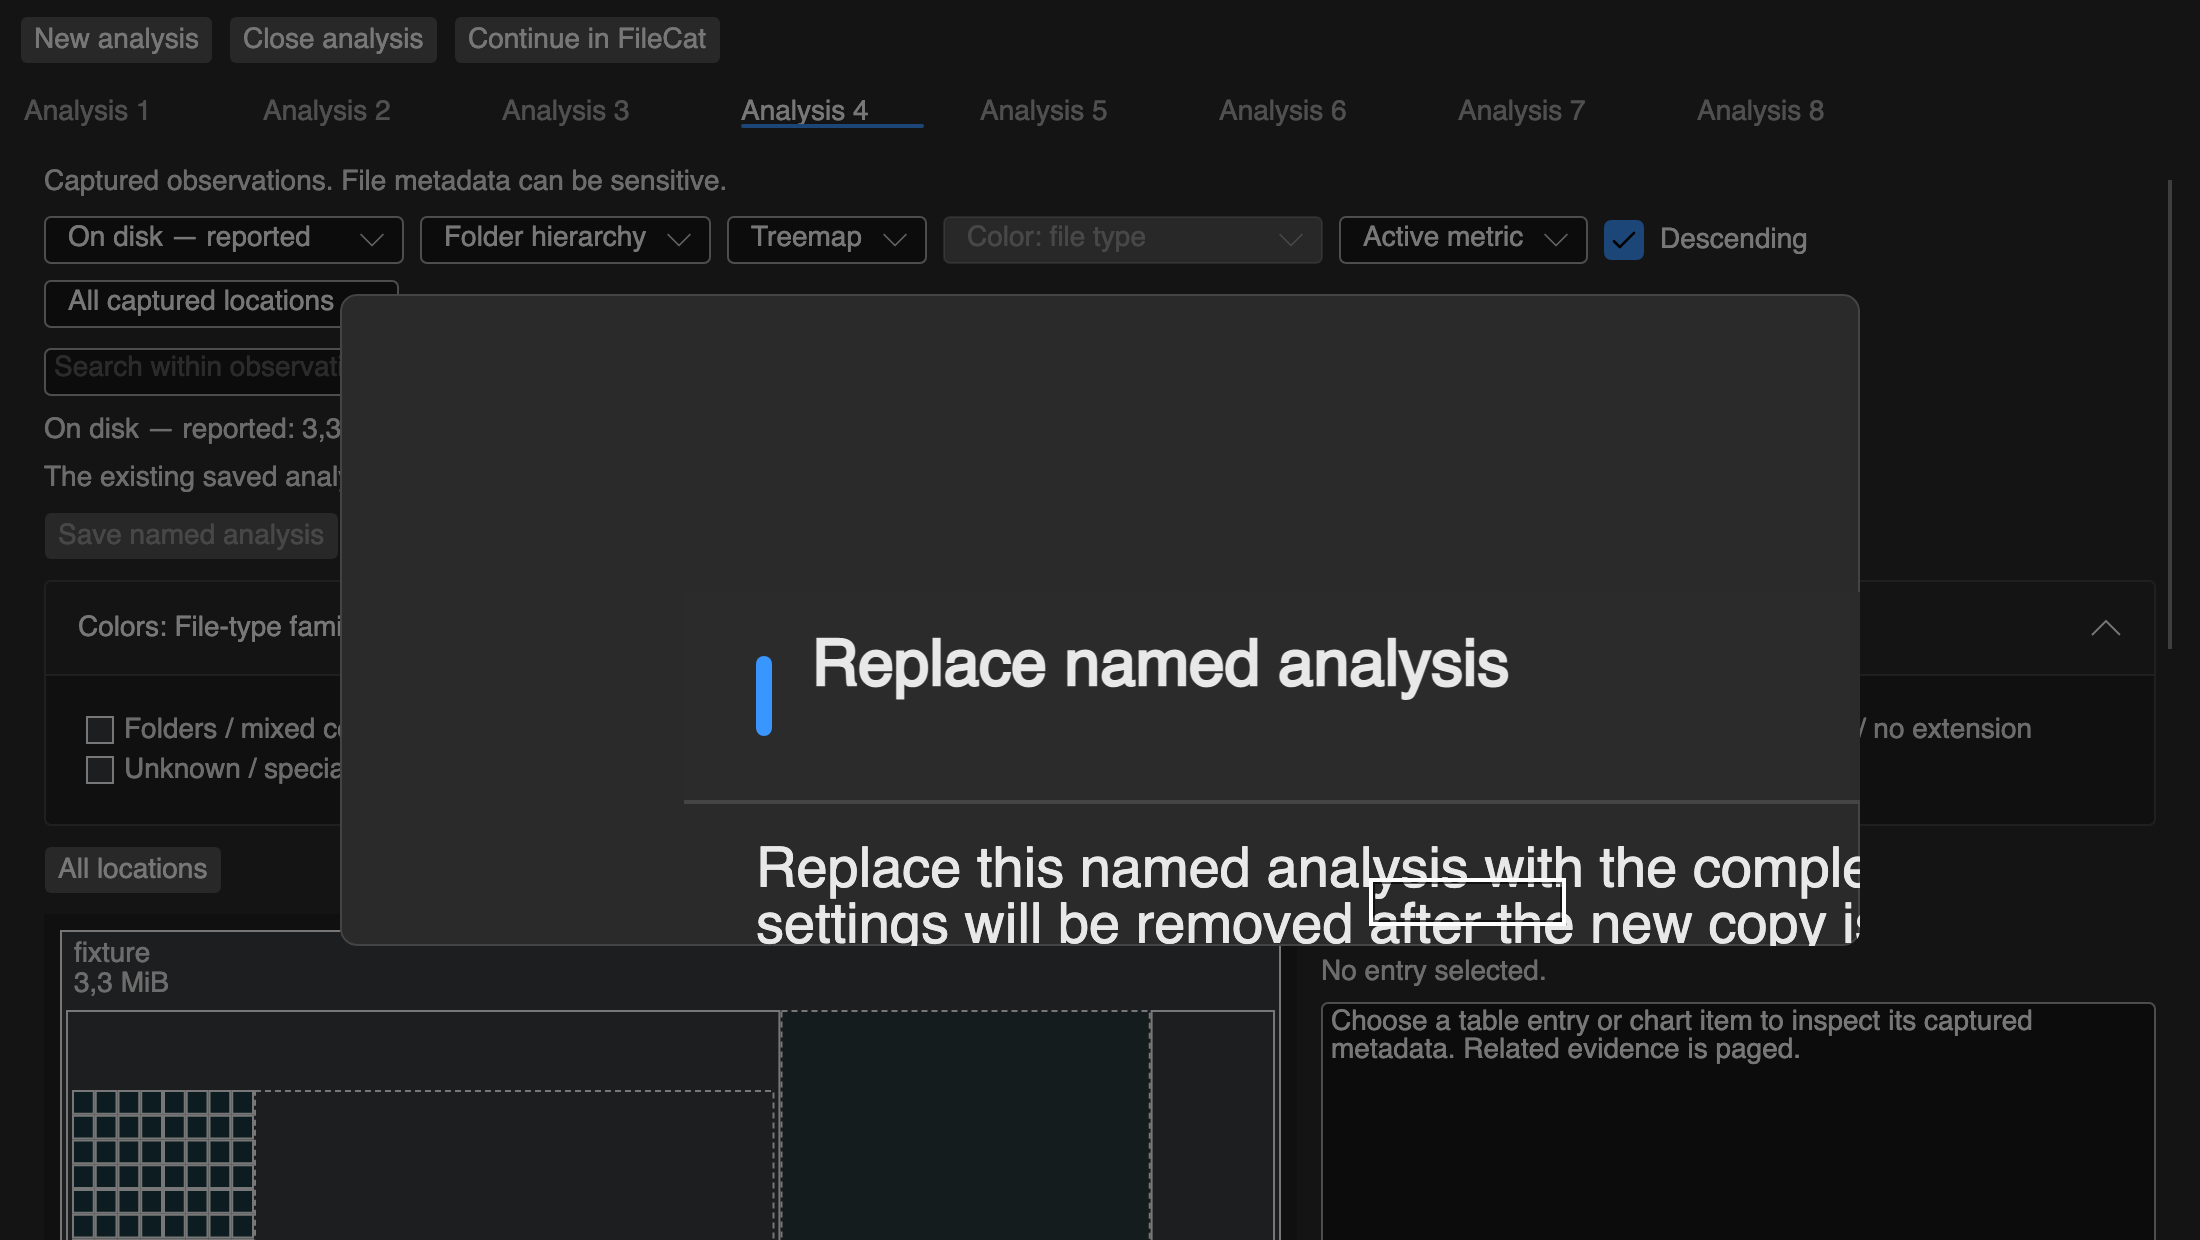 New analysis Close analysis Continue in FileCat
Analysis 1 Analysis 2 Analysis 3 Analysis 4 Analysis 5 Analysis 6 Analysis 7 Analysis 8
Captured observations. File metadata can be sensitive.
On disk — reported Folder hierarchy Treemap Color: file type Active metric Descending
All captured locations
Search within
On disk — reported: 3,3
The existing saved
Save named analysis
Colors: File-type
Replace named analysis
Folders / mixed / no extension
Unknown /
Replace this named analysis with the
All locations
settings will be removed after the new copy
fixture
3,3 MiB
No entry selected.
Choose a table entry or chart item to inspect its captured
metadata. Related evidence is paged.